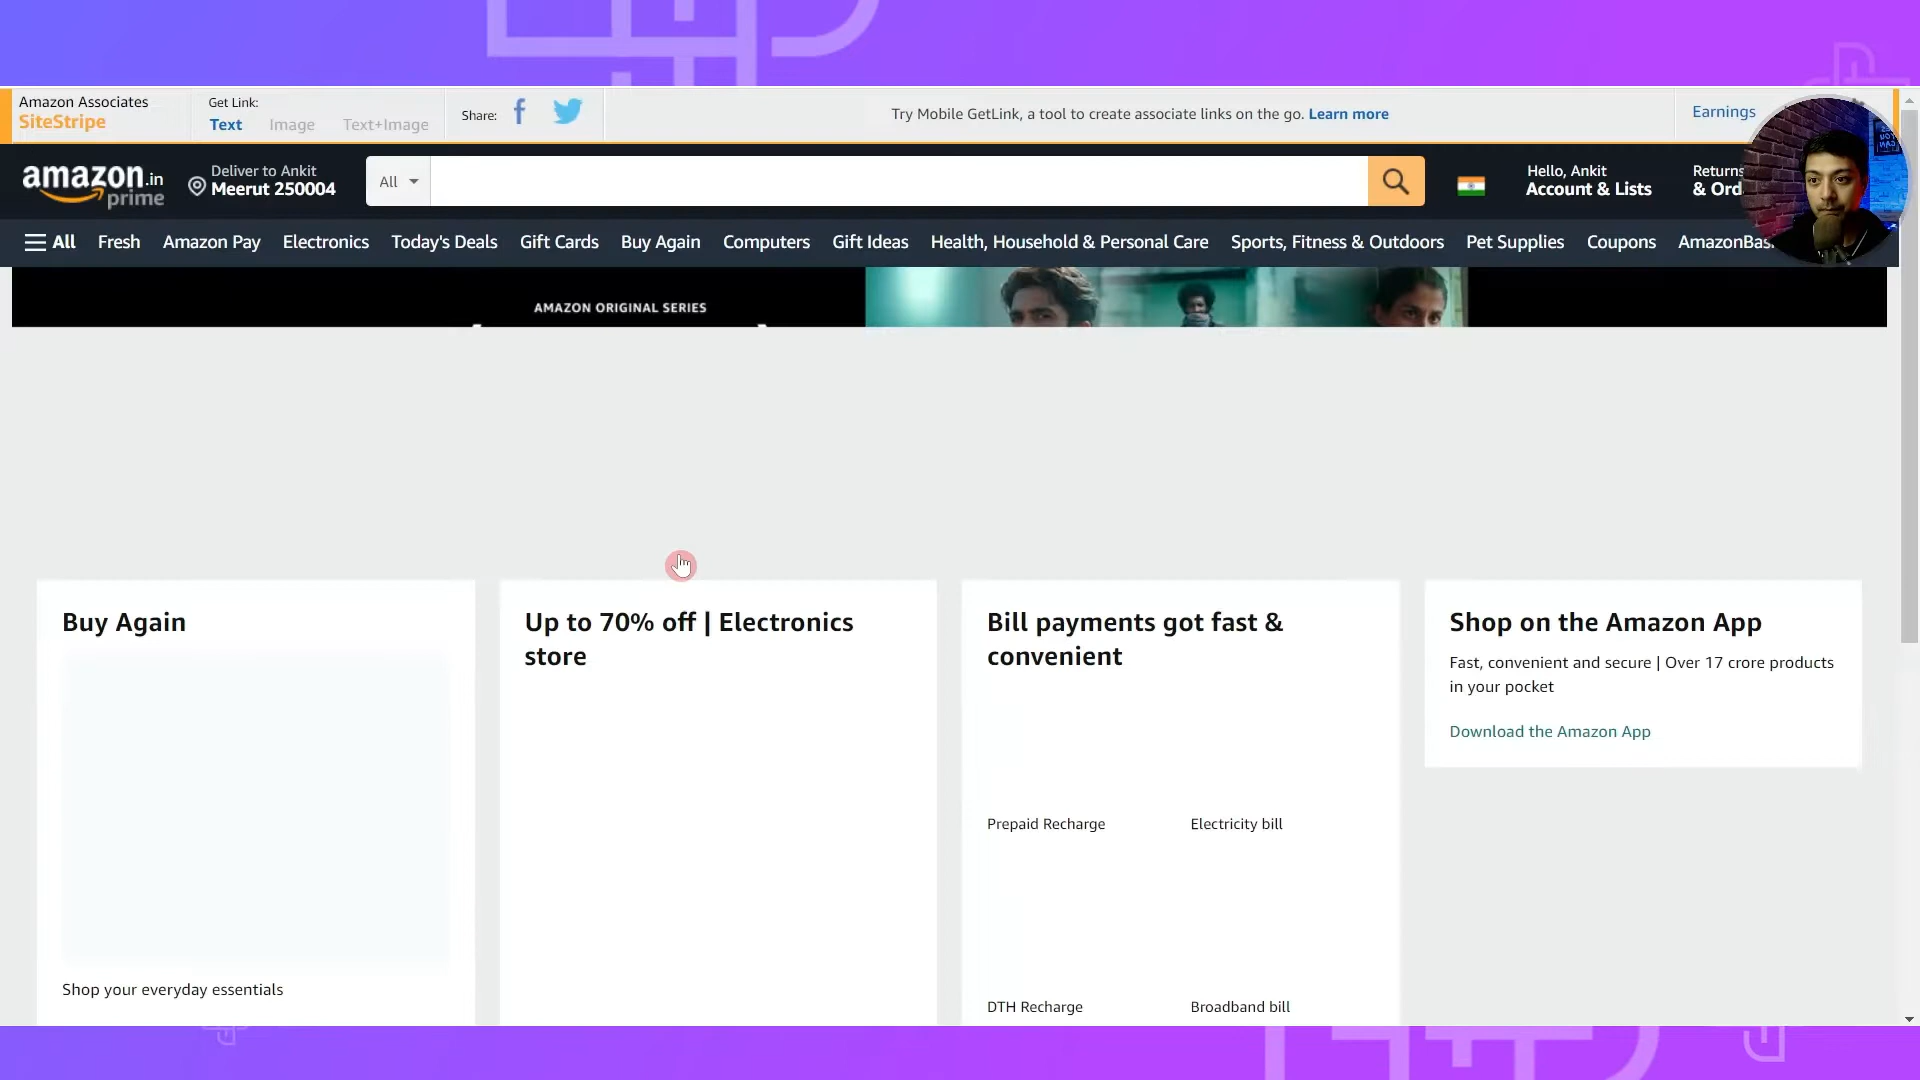 Amazon Associates
SiteStripe
Get Link:
Text Image Text+Image
Share:
Try Mobile GetLink, a tool to create associate links on the go. Learn more
Earnings
amazon.in
prime
Deliver to Ankit
Meerut 250004
All
Hello, Ankit
Account & Lists
Returns
& Ord
All Fresh Amazon Pay Electronics Today's Deals Gift Cards Buy Again Computers Gift Ideas Health, Household & Personal Care Sports, Fitness & Outdoors Pet Supplies Coupons AmazonBas
AMAZON ORIGINAL SERIES
Buy Again
Shop your everyday essentials
Up to 70% off | Electronics
store
Bill payments got fast &
convenient
Prepaid Recharge Electricity bill
DTH Recharge Broadband bill
Shop on the Amazon App
Fast, convenient and secure | Over 17 crore products
in your pocket
Download the Amazon App